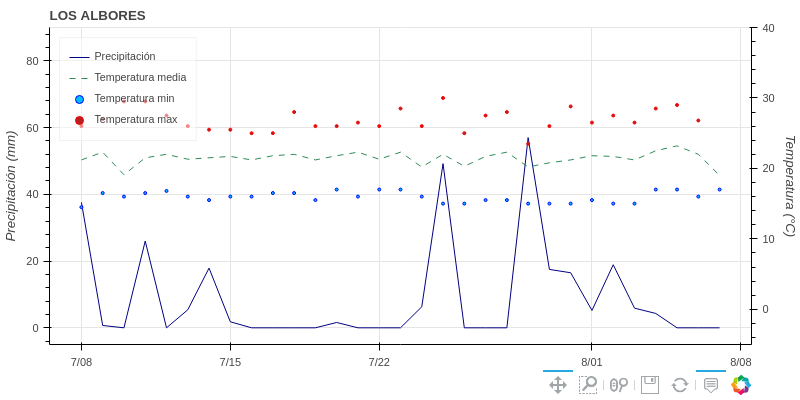 LOS ALBORES
Precipitación
Temperatura media
Temperatura min
Temperatura max
Precipitación (mm)
80
60
40
20
0
Temperatura (°C)
40
30
20
10
0
7/08
7/15
7/22
8/01
8/08